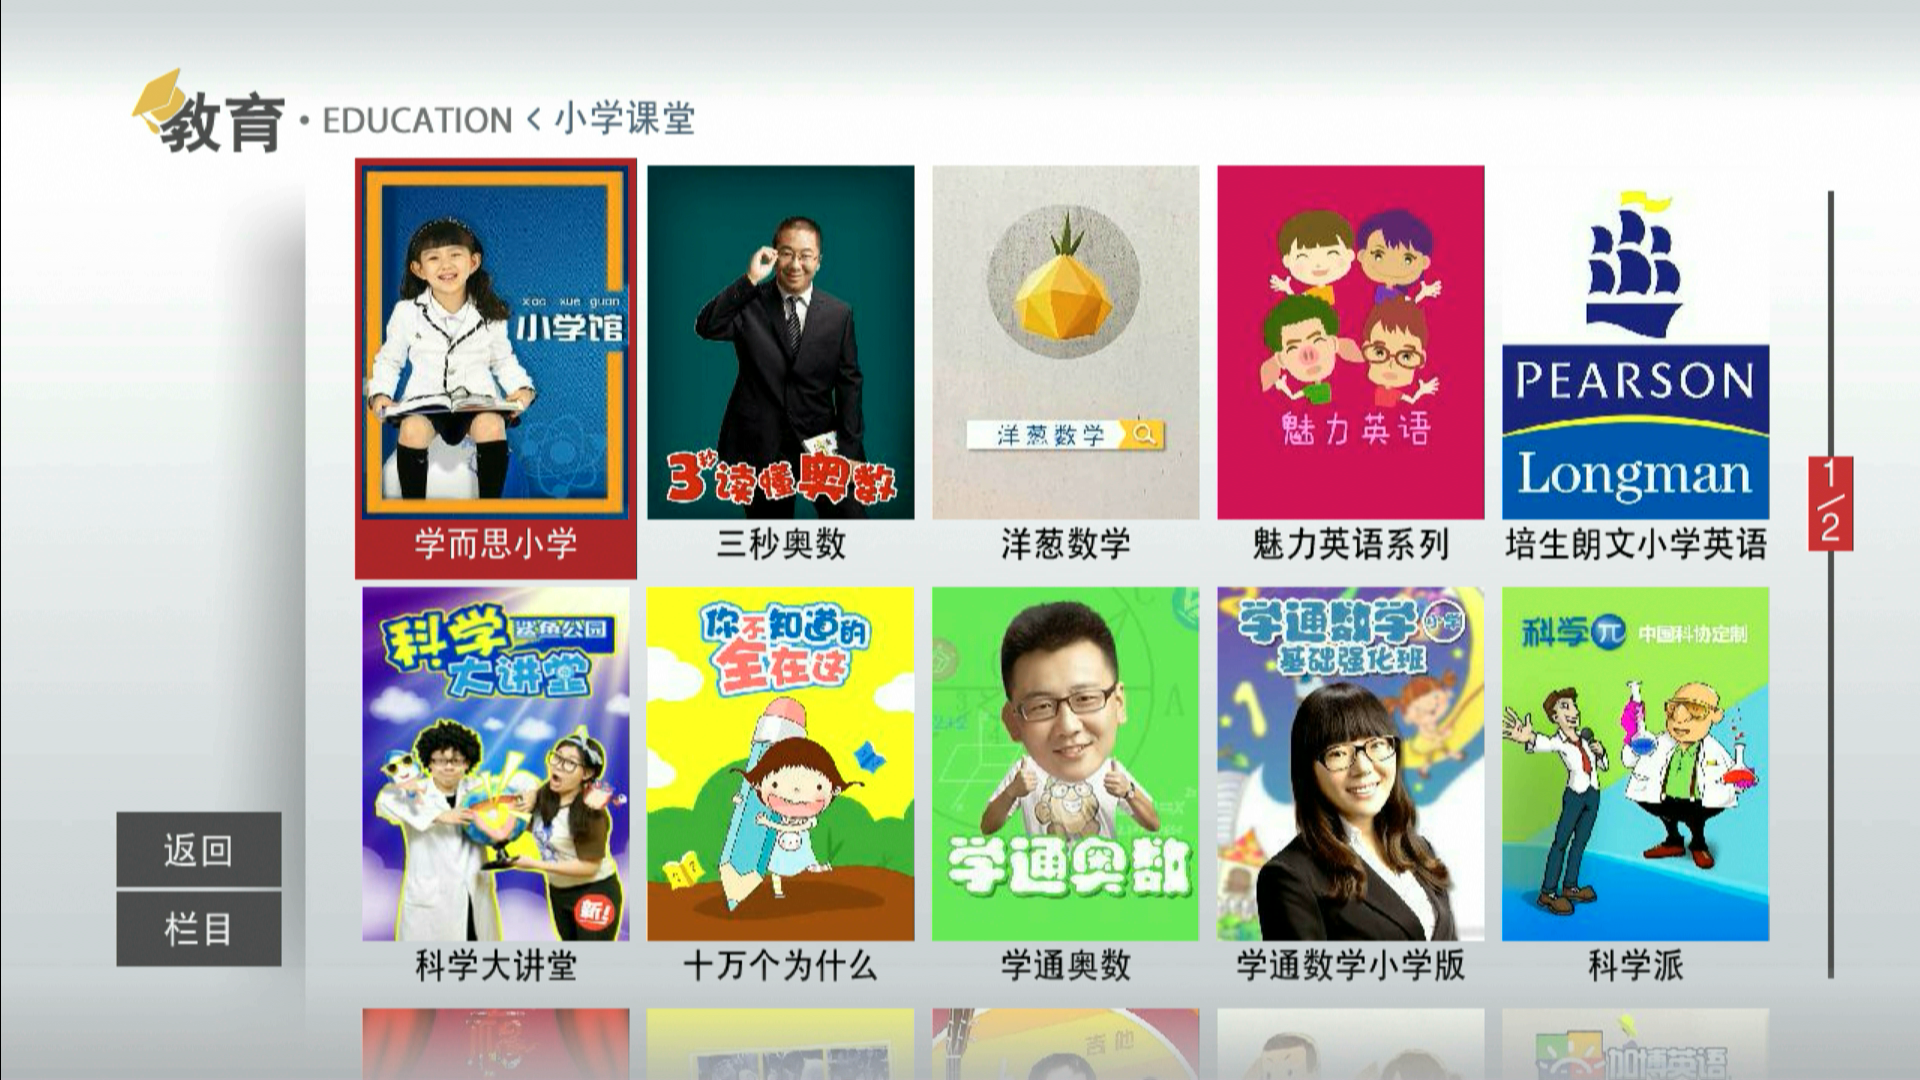 教育·EDUCATION < 小学课堂
xiao xue guan
小学馆
学而思小学
3秒读懂奥数
三秒奥数
洋葱数学
洋葱数学
魅力英语
魅力英语系列
PEARSON
Longman
培生朗文小学英语
1/2
科学
鲨鱼公园
大讲堂
新!
科学大讲堂
你不知道的
全在这
十万个为什么
学通奥数
学通奥数
学通数学 小学
基础强化班
学通数学小学版
科学π 中国科协定制
科学派
返回
栏目
吉他
加博英语